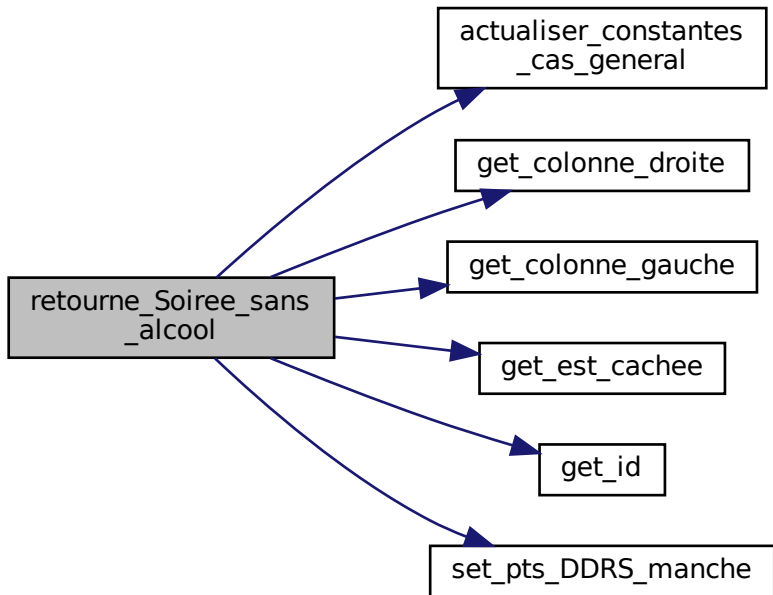 actualiser_constantes
_cas_general
get_colonne_droite
get_colonne_gauche
retourne_Soiree_sans
_alcool
get_est_cachee
get_id
set_pts_DDRS_manche